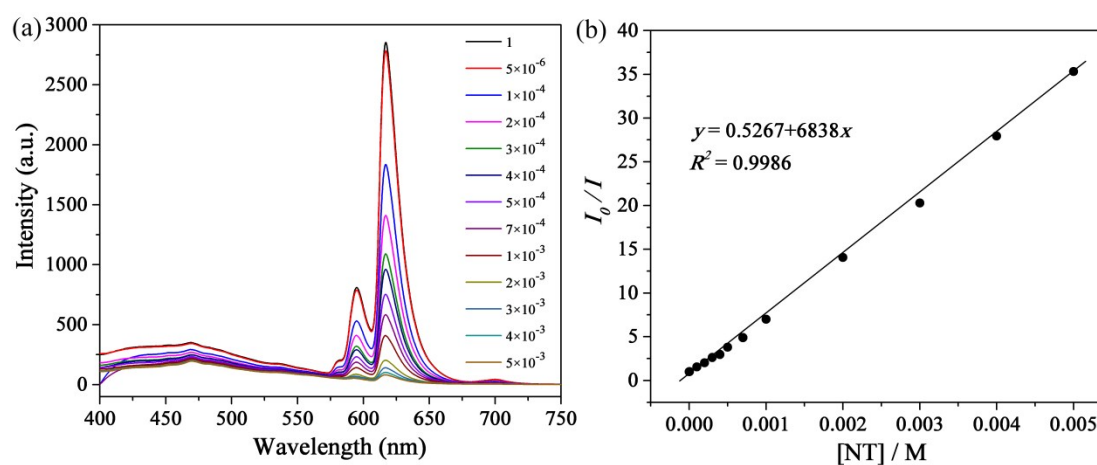 (a)
3000
2500
2000
1500
1000
500
0
Intensity (a.u.)
400 450 500 550 600 650 700 750
Wavelength (nm)
1
5×10⁻⁶
1×10⁻⁴
2×10⁻⁴
3×10⁻⁴
4×10⁻⁴
5×10⁻⁴
7×10⁻⁴
1×10⁻³
2×10⁻³
3×10⁻³
4×10⁻³
5×10⁻³
(b)
40
35
30
25
20
15
10
5
0
I₀ / I
y = 0.5267+6838x
R² = 0.9986
0.000 0.001 0.002 0.003 0.004 0.005
[NT] / M